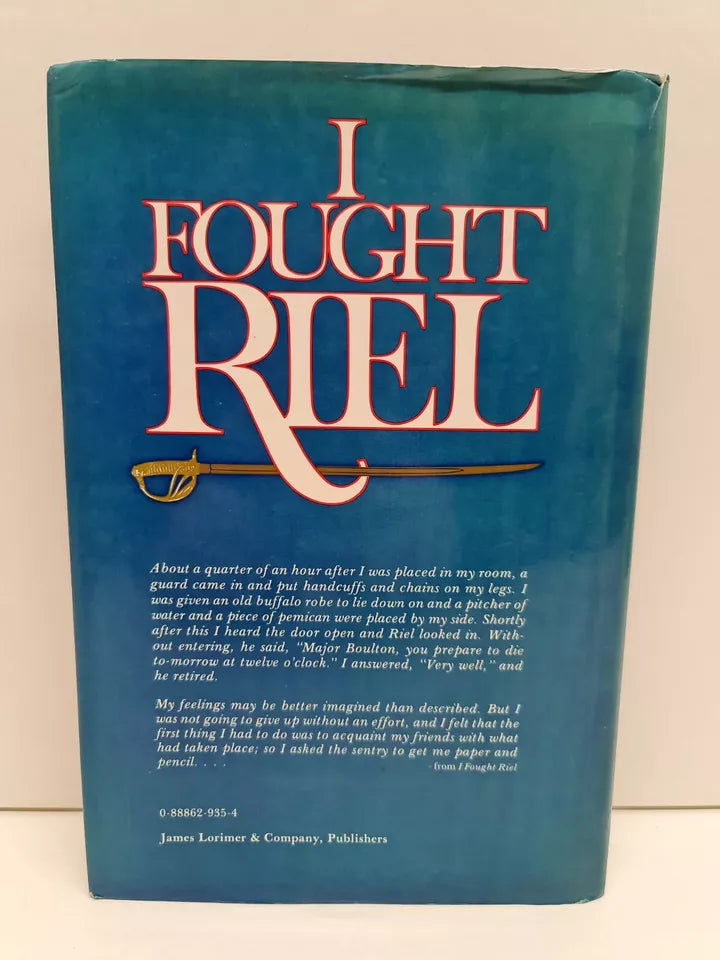 I
FOUGHT
RIEL
About a quarter of an hour after I was placed in my room, a
guard came in and put handcuffs and chains on my legs. I
was given an old buffalo robe to lie down on and a pitcher of
water and a piece of pemican were placed by my side. Shortly
after this I heard the door open and Riel looked in. With-
out entering, he said, "Major Boulton, you prepare to die
to-morrow at twelve o'clock." I answered, "Very well," and
he retired.
My feelings may be better imagined than described. But I
was not going to give up without an effort, and I felt that the
first thing I had to do was to acquaint my friends with what
had taken place; so I asked the sentry to get me paper and
pencil. . . .
- from I Fought Riel
0-88862-935-4
James Lorimer & Company, Publishers